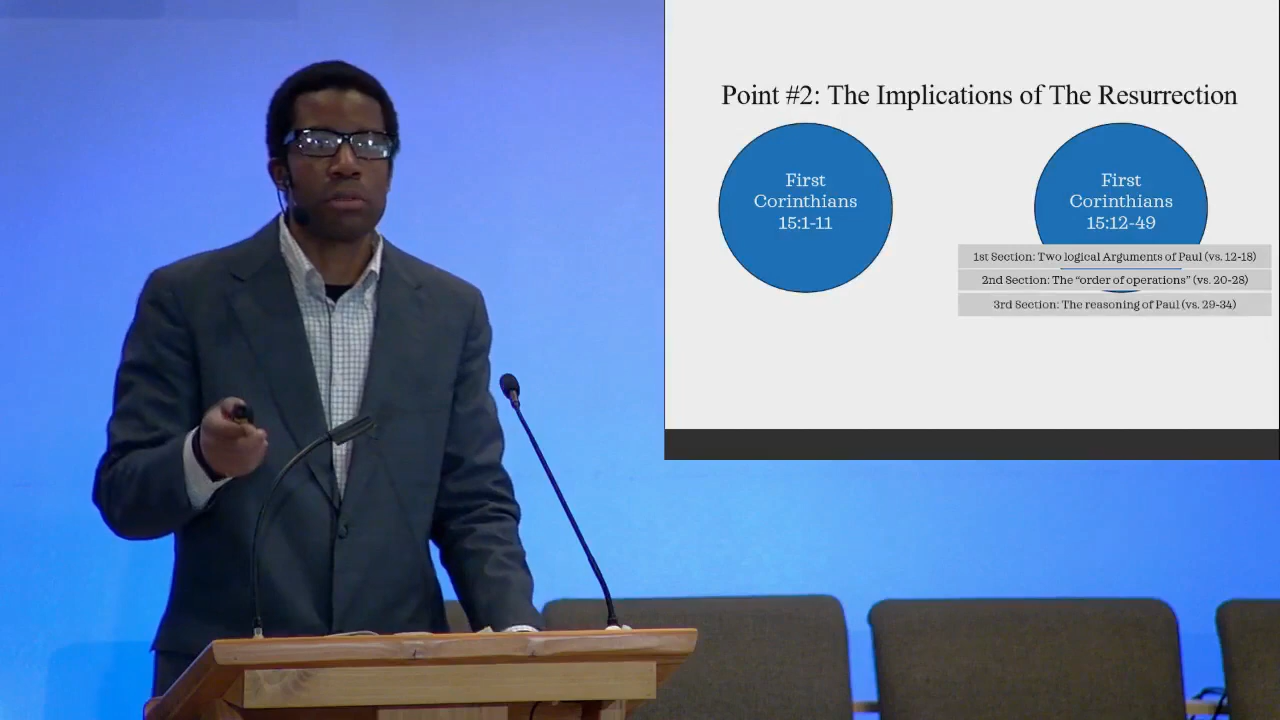 Point #2: The Implications of The Resurrection
First
Corinthians
15:1-11
First
Corinthians
15:12-49
1st Section: Two logical Arguments of Paul (vs. 12-18)
2nd Section: The “order of operations” (vs. 20-28)
3rd Section: The reasoning of Paul (vs. 29-34)